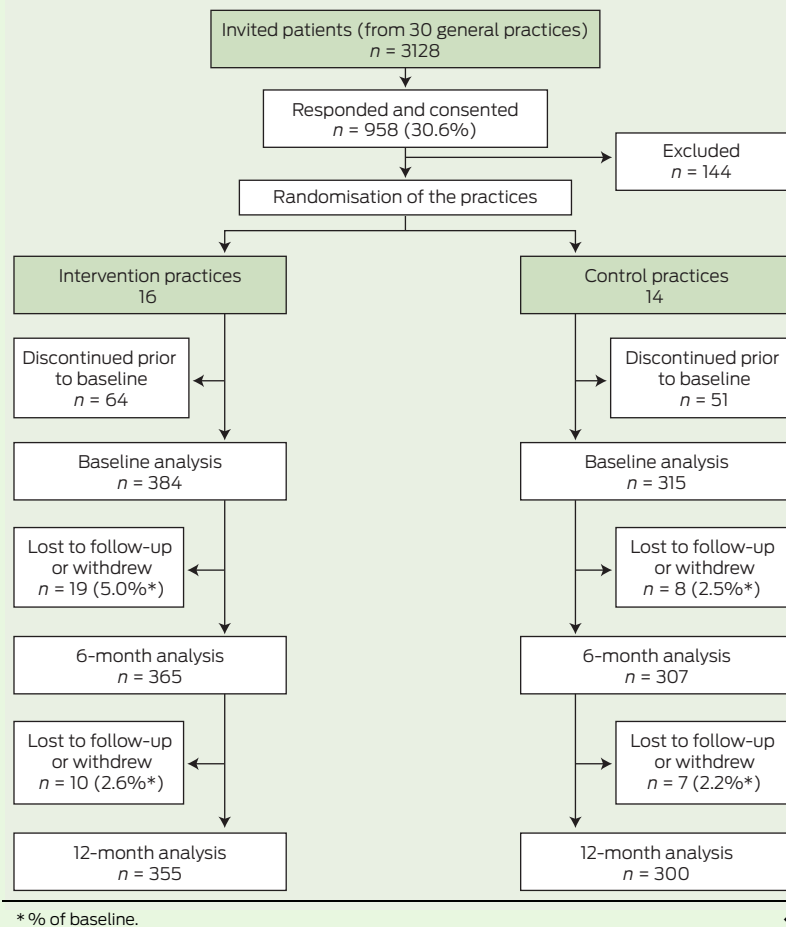 Invited patients (from 30 general practices)
n = 3128
Responded and consented
n = 958 (30.6%)
Excluded
n = 144
Randomisation of the practices
Intervention practices
16
Control practices
14
Discontinued prior
to baseline
n = 64
Discontinued prior
to baseline
n = 51
Baseline analysis
n = 384
Baseline analysis
n = 315
Lost to follow-up
or withdrew
n = 19 (5.0%*)
Lost to follow-up
or withdrew
n = 8 (2.5%*)
6-month analysis
n = 365
6-month analysis
n = 307
Lost to follow-up
or withdrew
n = 10 (2.6%*)
Lost to follow-up
or withdrew
n = 7 (2.2%*)
12-month analysis
n = 355
12-month analysis
n = 300
* % of baseline.